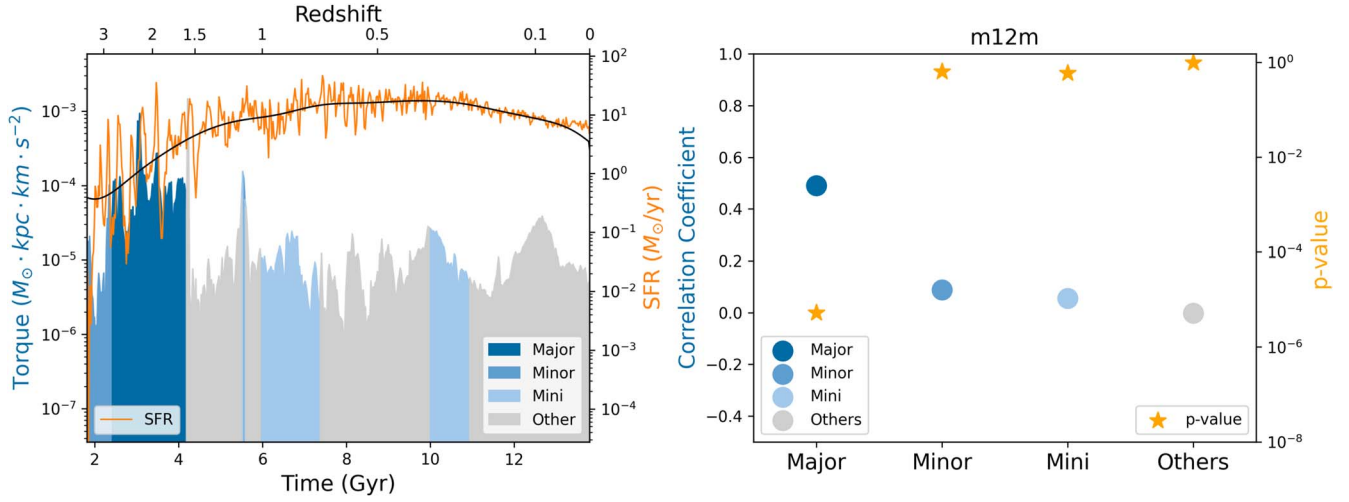 Redshift
3 2 1.5 1 0.5 0.1 0
Torque (M⊙ · kpc · km · s⁻²)
10⁻³
10⁻⁴
10⁻⁵
10⁻⁶
10⁻⁷
10²
10¹
10⁰
10⁻¹
10⁻²
10⁻³
10⁻⁴
SFR (M⊙/yr)
SFR
Major
Minor
Mini
Other
2 4 6 8 10 12
Time (Gyr)
m12m
Correlation Coefficient
1.0
0.8
0.6
0.4
0.2
0.0
−0.2
−0.4
10⁰
10⁻²
10⁻⁴
10⁻⁶
10⁻⁸
p-value
Major
Minor
Mini
Others
p-value
Major Minor Mini Others